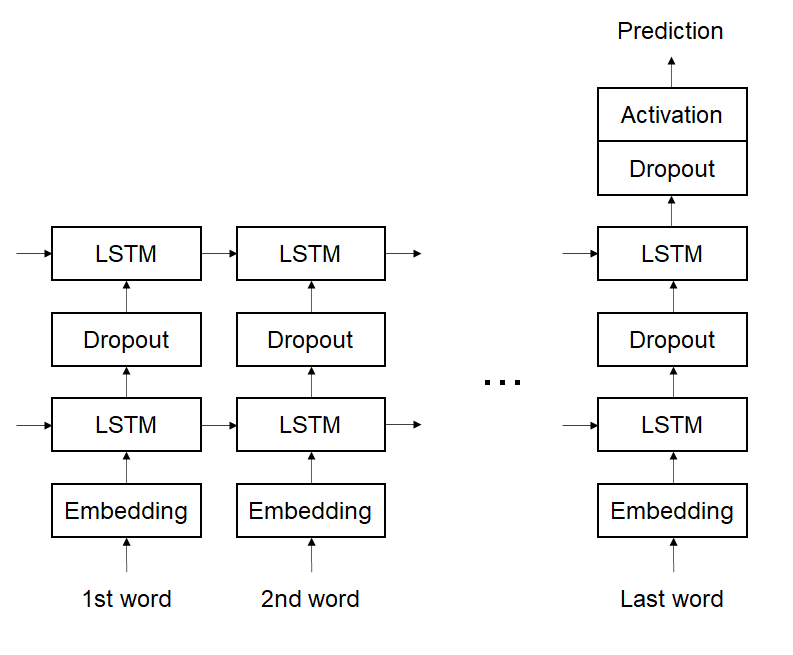 Prediction
Activation
Dropout
LSTM LSTM LSTM
Dropout Dropout Dropout
...
LSTM LSTM LSTM
Embedding Embedding Embedding
1st word 2nd word Last word